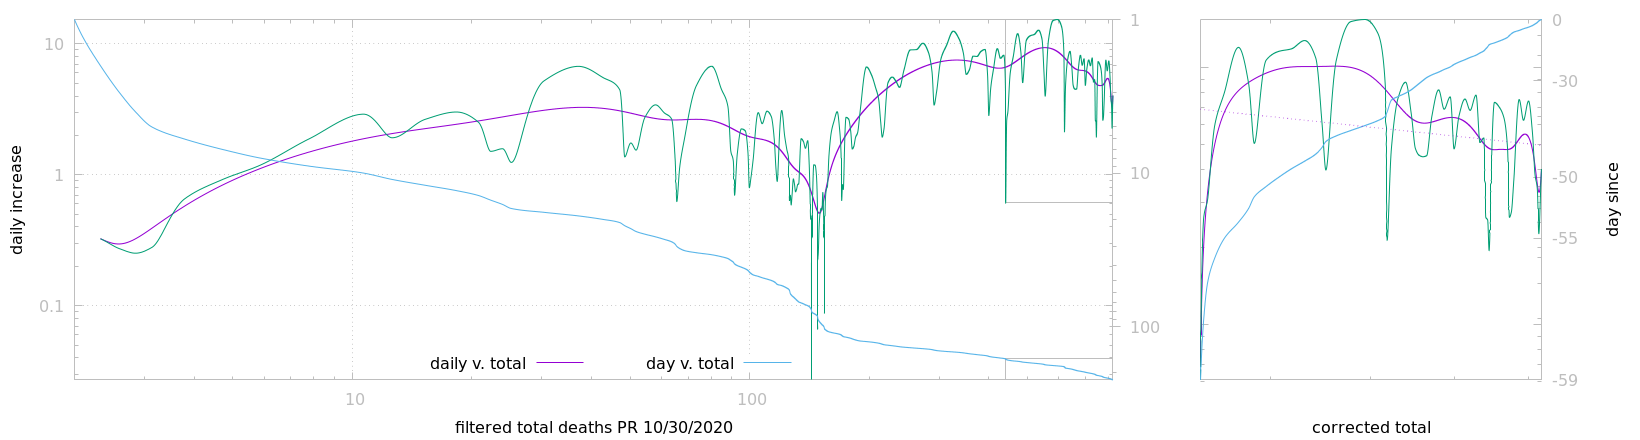 daily increase
10
1
0.1
daily v. total
day v. total
10
100
filtered total deaths PR 10/30/2020
1
10
100
0
-30
-50
-55
-59
day since
corrected total